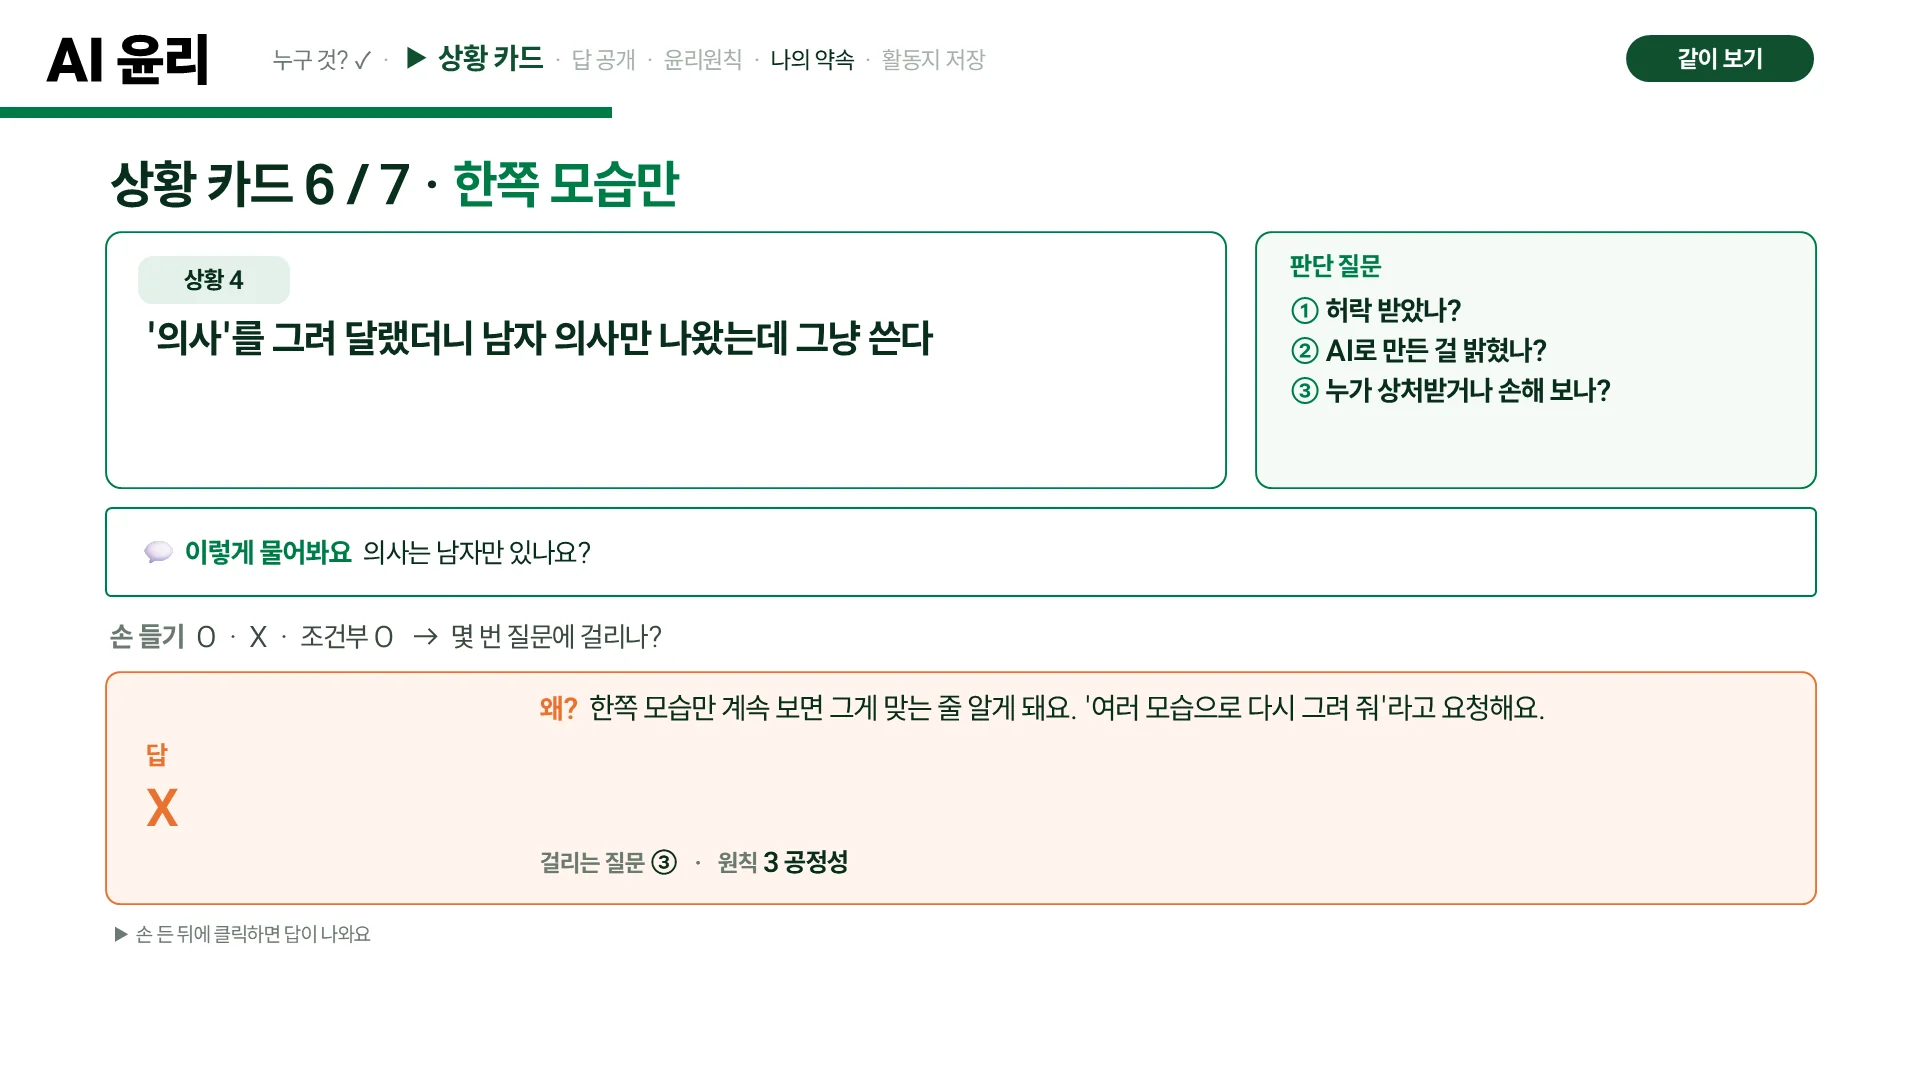 AI 윤리
누구 것? ✓ · ▶ 상황 카드 · 답 공개 · 윤리원칙 · 나의 약속 · 활동지 저장
같이 보기
상황 카드 6 / 7 · 한쪽 모습만
상황 4
'의사'를 그려 달랬더니 남자 의사만 나왔는데 그냥 쓴다
판단 질문
① 허락 받았나?
② AI로 만든 걸 밝혔나?
③ 누가 상처받거나 손해 보나?
이렇게 물어봐요 의사는 남자만 있나요?
손 들기 O · X · 조건부 O → 몇 번 질문에 걸리나?
답
X
왜? 한쪽 모습만 계속 보면 그게 맞는 줄 알게 돼요. '여러 모습으로 다시 그려 줘'라고 요청해요.
걸리는 질문 ③ · 원칙 3 공정성
▶ 손 든 뒤에 클릭하면 답이 나와요